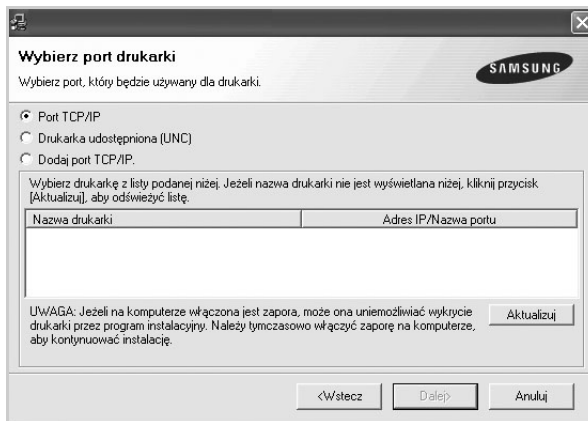 Wybierz port drukarki
Wybierz port, który będzie używany dla drukarki.
SAMSUNG
Port TCP/IP
Drukarka udostępniona (UNC)
Dodaj port TCP/IP.
Wybierz drukarkę z listy podanej niżej. Jeżeli nazwa drukarki nie jest wyświetlana niżej, kliknij przycisk
[Aktualizuj], aby odświeżyć listę.
Nazwa drukarki Adres IP/Nazwa portu
UWAGA: Jeżeli na komputerze włączona jest zapora, może ona uniemożliwiać wykrycie
drukarki przez program instalacyjny. Należy tymczasowo włączyć zaporę na komputerze,
aby kontynuować instalację.
Aktualizuj
<Wstecz Dalej> Anuluj